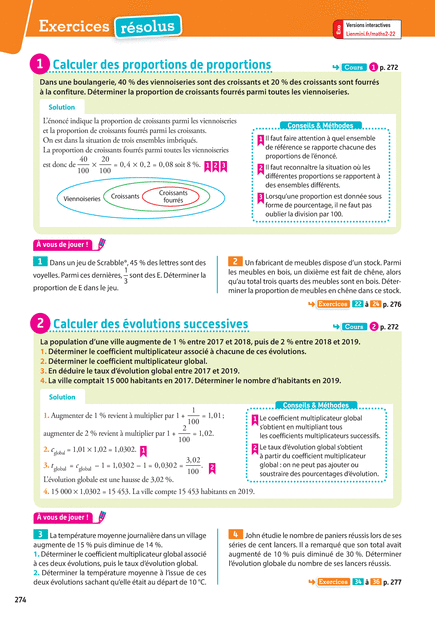 Exercices résolus
Exo
Versions interactives
Lienmini.fr/maths2-22
1 Calculer des proportions de proportions
Cours 1 p. 272
Dans une boulangerie, 40 % des viennoiseries sont des croissants et 20 % des croissants sont fourrés
à la confiture. Déterminer la proportion de croissants fourrés parmi toutes les viennoiseries.
Solution
L'énoncé indique la proportion de croissants parmi les viennoiseries
et la proportion de croissants fourrés parmi les croissants.
On est dans la situation de trois ensembles imbriqués.
La proportion de croissants fourrés parmi toutes les viennoiseries
est donc de 40/100 × 20/100 = 0,4 × 0,2 = 0,08 soit 8 %. 1 2 3
Viennoiseries
Croissants
Croissants
fourrés
Conseils & Méthodes
1 Il faut faire attention à quel ensemble
de référence se rapporte chacune des
proportions de l'énoncé.
2 Il faut reconnaître la situation où les
différentes proportions se rapportent à
des ensembles différents.
3 Lorsqu'une proportion est donnée sous
forme de pourcentage, il ne faut pas
oublier la division par 100.
À vous de jouer !
1 Dans un jeu de Scrabble®, 45 % des lettres sont des
voyelles. Parmi ces dernières, 1/3 sont des E. Déterminer la
proportion de E dans le jeu.
2 Un fabricant de meubles dispose d'un stock. Parmi
les meubles en bois, un dixième est fait de chêne, alors
qu'au total trois quarts des meubles sont en bois. Déter-
miner la proportion de meubles en chêne dans ce stock.
Exercices 22 à 24 p. 276
2 Calculer des évolutions successives
Cours 2 p. 272
La population d'une ville augmente de 1 % entre 2017 et 2018, puis de 2 % entre 2018 et 2019.
1. Déterminer le coefficient multiplicateur associé à chacune de ces évolutions.
2. Déterminer le coefficient multiplicateur global.
3. En déduire le taux d'évolution global entre 2017 et 2019.
4. La ville comptait 15 000 habitants en 2017. Déterminer le nombre d'habitants en 2019.
Solution
1. Augmenter de 1 % revient à multiplier par 1 + 1/100 = 1,01 ;
augmenter de 2 % revient à multiplier par 1 + 2/100 = 1,02.
2. c global = 1,01 × 1,02 = 1,0302. 1
3. t global = c global − 1 = 1,0302 − 1 = 0,0302 = 3,02/100. 2
L'évolution globale est une hausse de 3,02 %.
4. 15 000 × 1,0302 = 15 453. La ville compte 15 453 habitants en 2019.
Conseils & Méthodes
1 Le coefficient multiplicateur global
s'obtient en multipliant tous
les coefficients multiplicateurs successifs.
2 Le taux d'évolution global s'obtient
à partir du coefficient multiplicateur
global : on ne peut pas ajouter ou
soustraire des pourcentages d'évolution.
À vous de jouer !
3 La température moyenne journalière dans un village
augmente de 15 % puis diminue de 14 %.
1. Déterminer le coefficient multiplicateur global associé
à ces deux évolutions, puis le taux d'évolution global.
2. Déterminer la température moyenne à l'issue de ces
deux évolutions sachant qu'elle était au départ de 10 °C.
4 John étudie le nombre de paniers réussis lors de ses
séries de cent lancers. Il a remarqué que son total avait
augmenté de 10 % puis diminué de 30 %. Déterminer
l'évolution globale du nombre de ses lancers réussis.
Exercices 34 à 36 p. 277
274